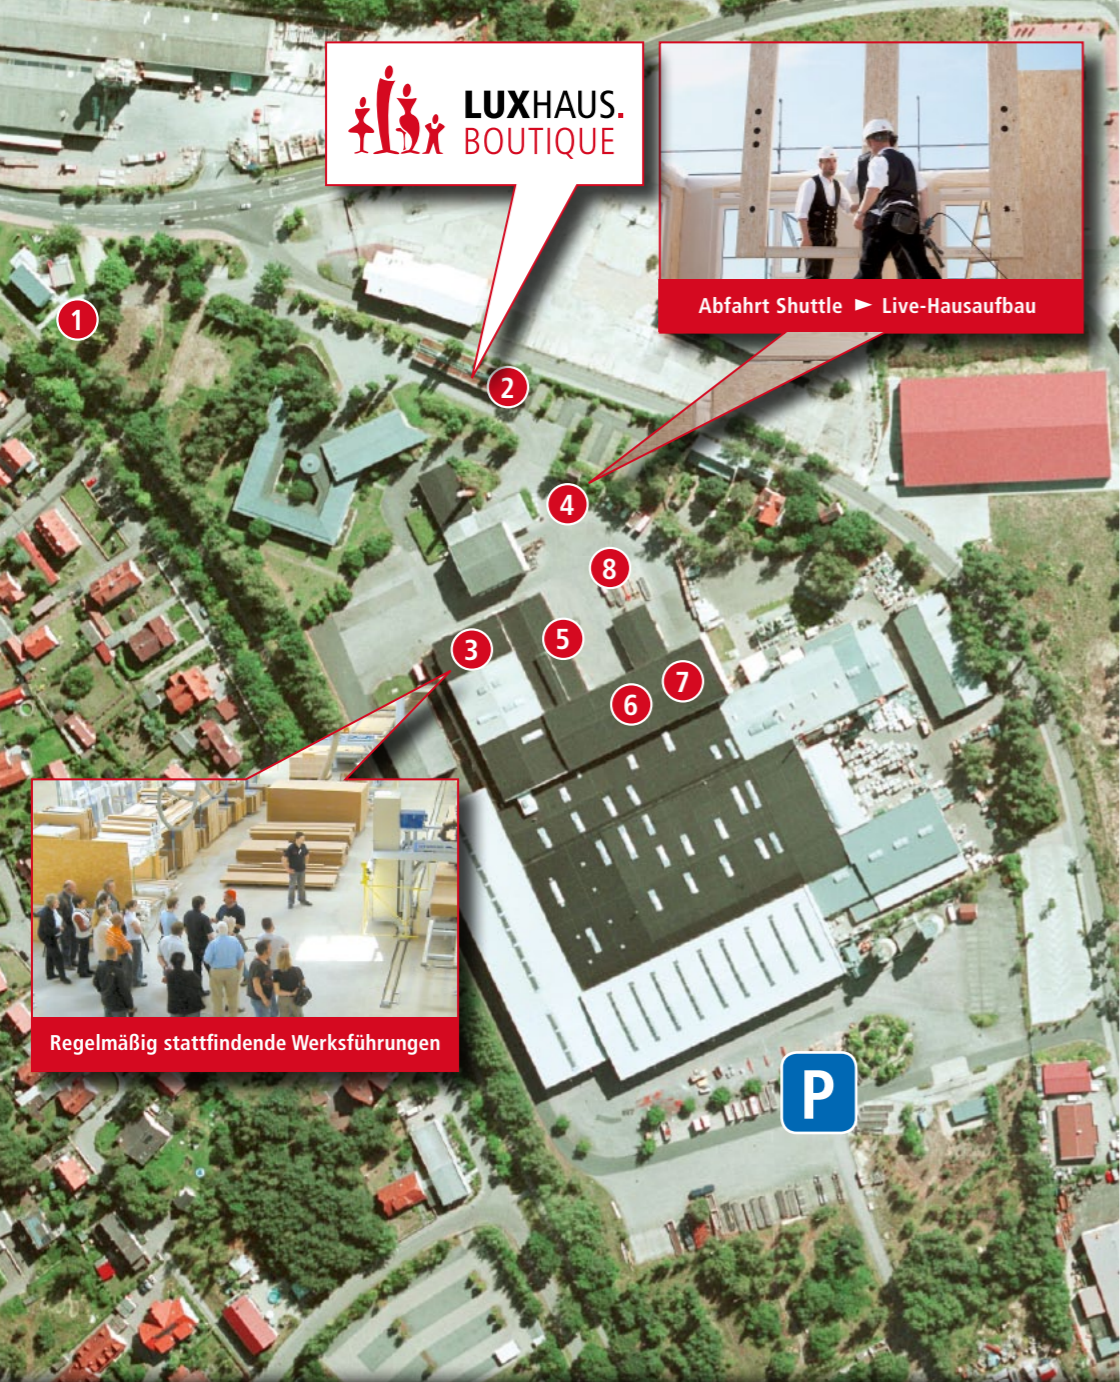 LUXHAUS.
BOUTIQUE
Abfahrt Shuttle ► Live-Hausaufbau
1
2
4
8
5
3
7
6
Regelmäßig stattfindende Werksführungen
P